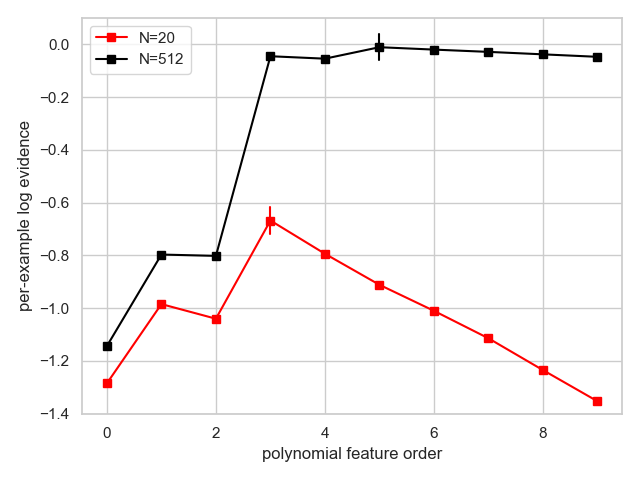 N=20
N=512
per-example log evidence
0.0
−0.2
−0.4
−0.6
−0.8
−1.0
−1.2
−1.4
0 2 4 6 8
polynomial feature order